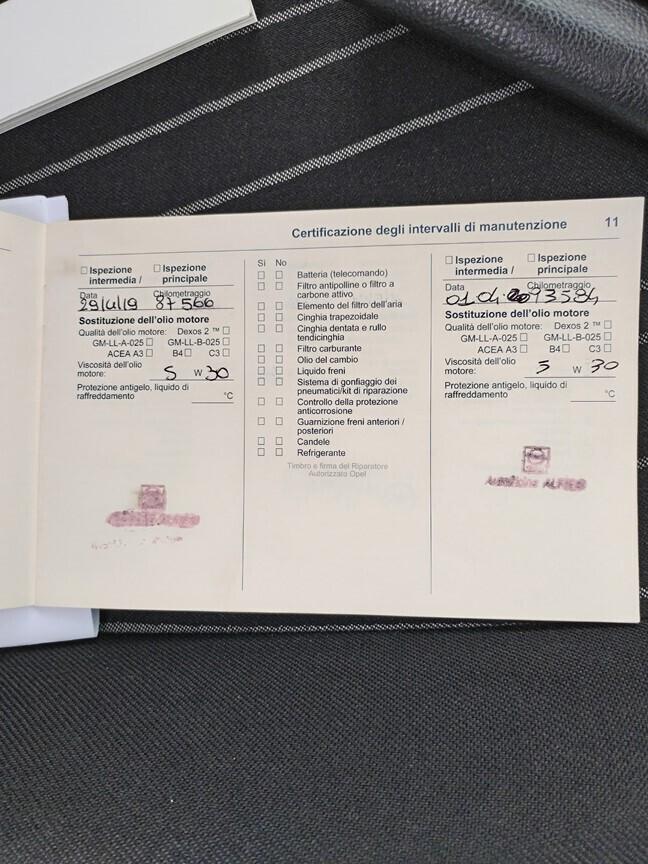 Certificazione degli intervalli di manutenzione 11
Ispezione intermedia /
Ispezione principale
Data Chilometraggio
29/4/19 87566
Sostituzione dell'olio motore
Qualità dell'olio motore: Dexos 2 ™
GM-LL-A-025 GM-LL-B-025
ACEA A3 B4 C3
Viscosità dell'olio
motore: 5 W 30
Protezione antigelo, liquido di
raffreddamento °C
Sì No
Batteria (telecomando)
Filtro antipolline o filtro a
carbone attivo
Elemento del filtro dell'aria
Cinghia trapezoidale
Cinghia dentata e rullo
tendicinghia
Filtro carburante
Olio del cambio
Liquido freni
Sistema di gonfiaggio dei
pneumatici/kit di riparazione
Controllo della protezione
anticorrosione
Guarnizione freni anteriori /
posteriori
Candele
Refrigerante
Timbro e firma del Riparatore
Autorizzato Opel
Ispezione intermedia /
Ispezione principale
Data Chilometraggio
01.04.20 93584
Sostituzione dell'olio motore
Qualità dell'olio motore: Dexos 2 ™
GM-LL-A-025 GM-LL-B-025
ACEA A3 B4 C3
Viscosità dell'olio
motore: 5 W 30
Protezione antigelo, liquido di
raffreddamento °C